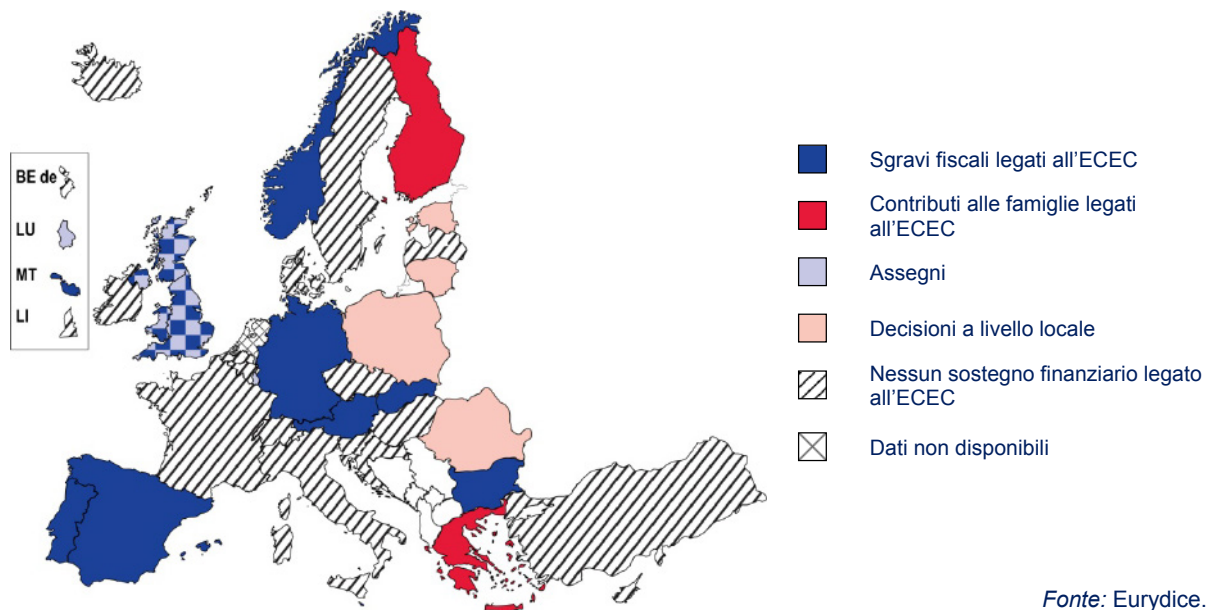 BE de
LU
MT
LI
Sgravi fiscali legati all’ECEC
Contributi alle famiglie legati
all’ECEC
Assegni
Decisioni a livello locale
Nessun sostegno finanziario legato
all’ECEC
Dati non disponibili
Fonte: Eurydice.